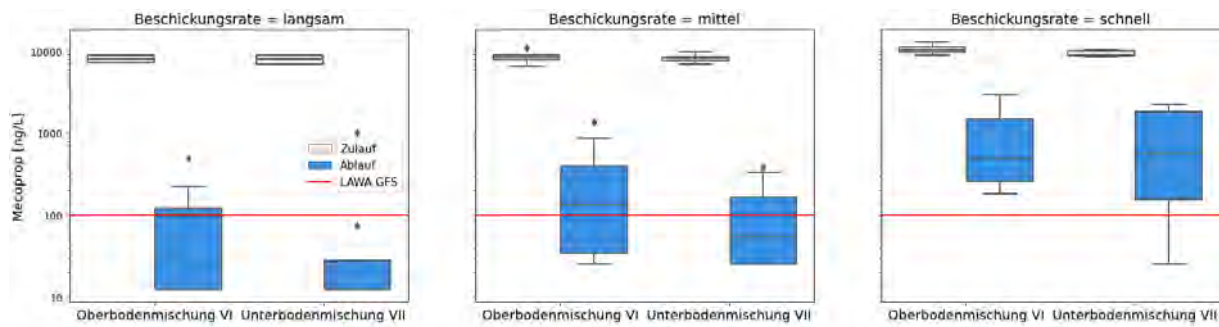 Beschickungsrate = langsam
Beschickungsrate = mittel
Beschickungsrate = schnell
Mecoprop [ng/L]
10000
1000
100
10
Zulauf
Ablauf
LAWA GFS
Oberbodenmischung VI Unterbodenmischung VII
Oberbodenmischung VI Unterbodenmischung VII
Oberbodenmischung VI Unterbodenmischung VII